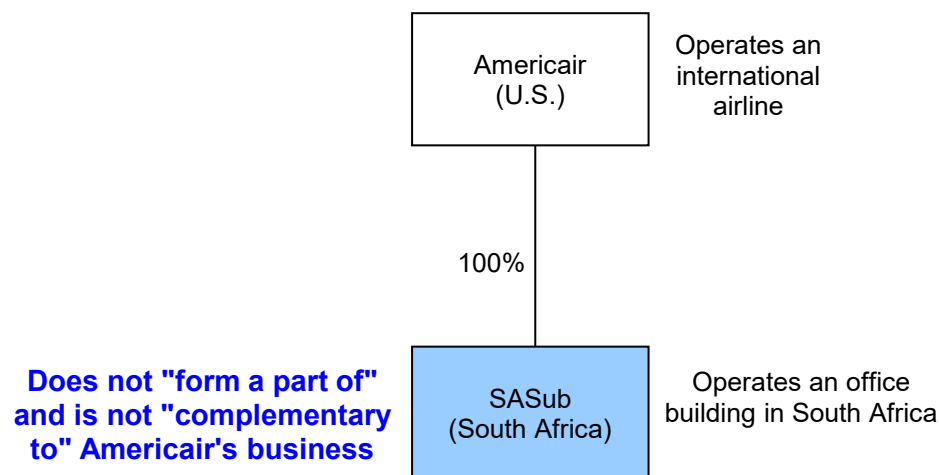 Americair
(U.S.)
Operates an
international
airline
100%
Does not "form a part of"
and is not "complementary
to" Americair's business
SASub
(South Africa)
Operates an office
building in South Africa